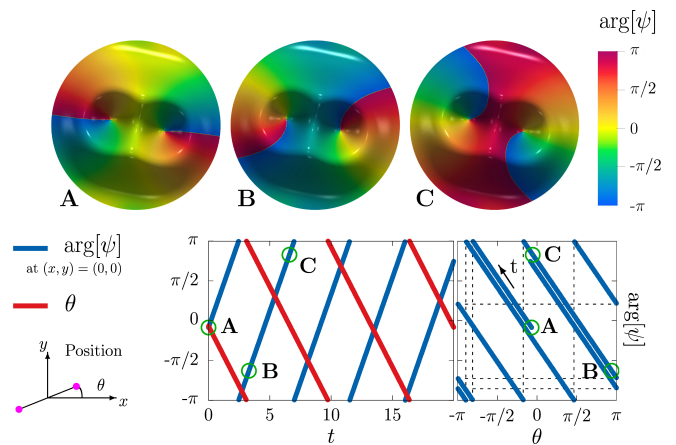 arg[ψ]
π
π/2
0
-π/2
-π
A
B
C
arg[ψ]
at (x, y) = (0, 0)
θ
Position
y
x
θ
π
π/2
0
-π/2
-π
A
B
C
0
5
10
15
t
t
A
B
C
-π
-π/2
0
π/2
π
θ
arg[ψ]